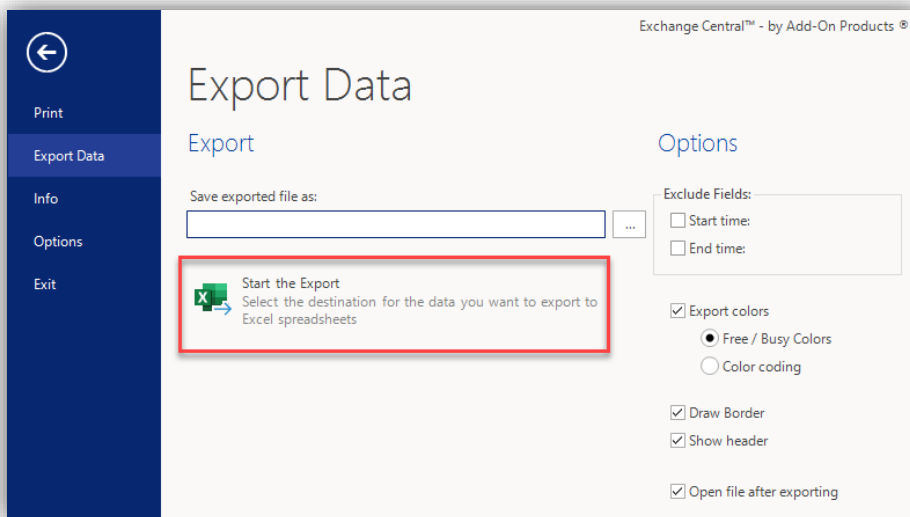 Exchange Central™ - by Add-On Products ®
Print
Export Data
Info
Options
Exit
Export Data
Export
Save exported file as:
...
Start the Export
Select the destination for the data you want to export to
Excel spreadsheets
Options
Exclude Fields:
Start time:
End time:
Export colors
Free / Busy Colors
Color coding
Draw Border
Show header
Open file after exporting